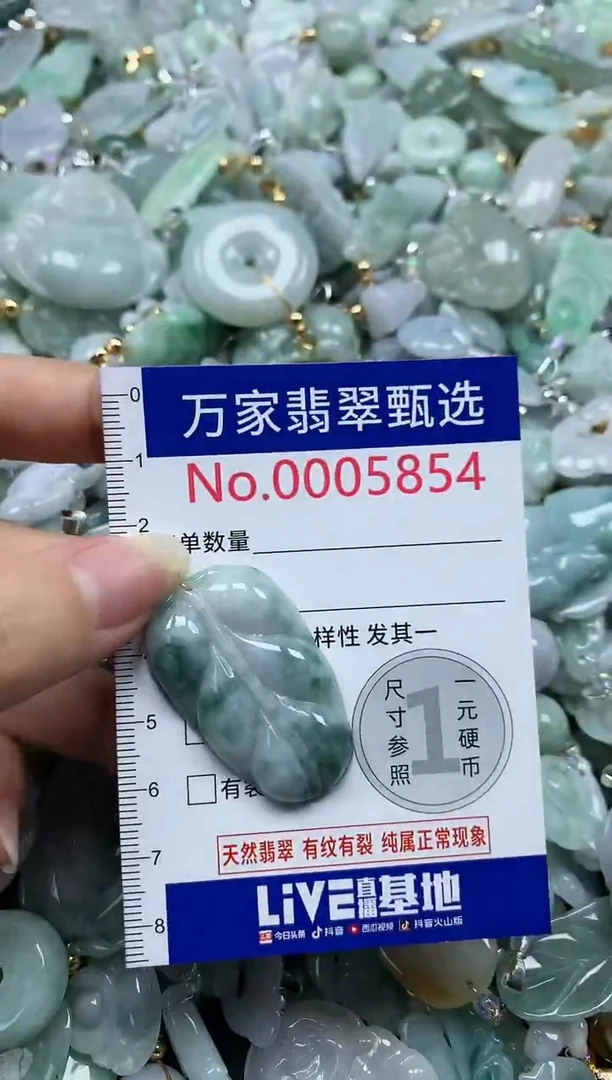 0
1
2
5
6
7
8
万家翡翠甄选
No.0005854
单数量
样性 发其一
尺寸参照
1
一元硬币
有裂
天然翡翠 有纹有裂 纯属正常现象
LiVE直播基地
今日头条 抖音 西瓜视频 抖音火山版